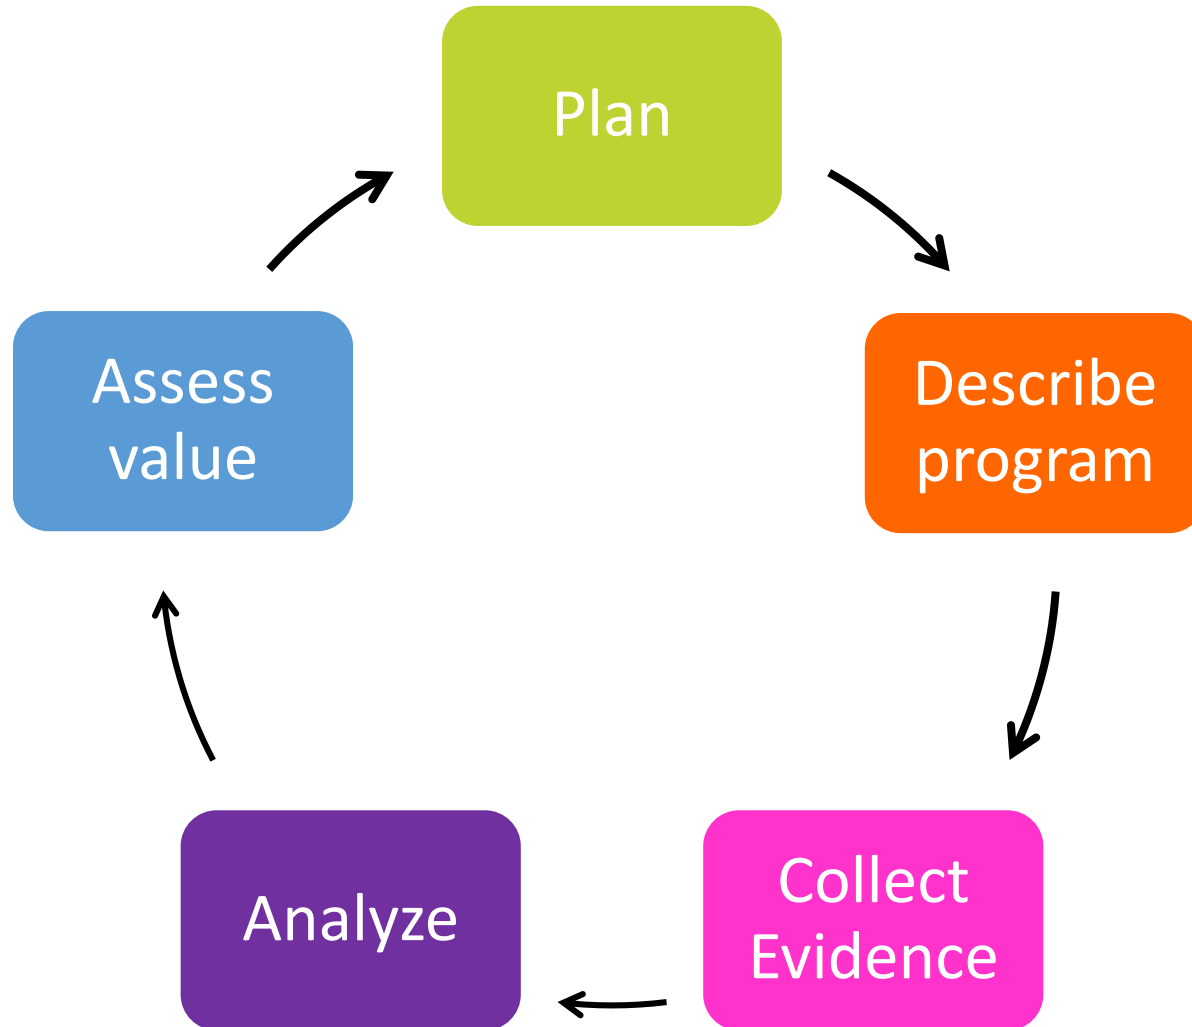 Plan
Describe
program
Collect
Evidence
Analyze
Assess
value